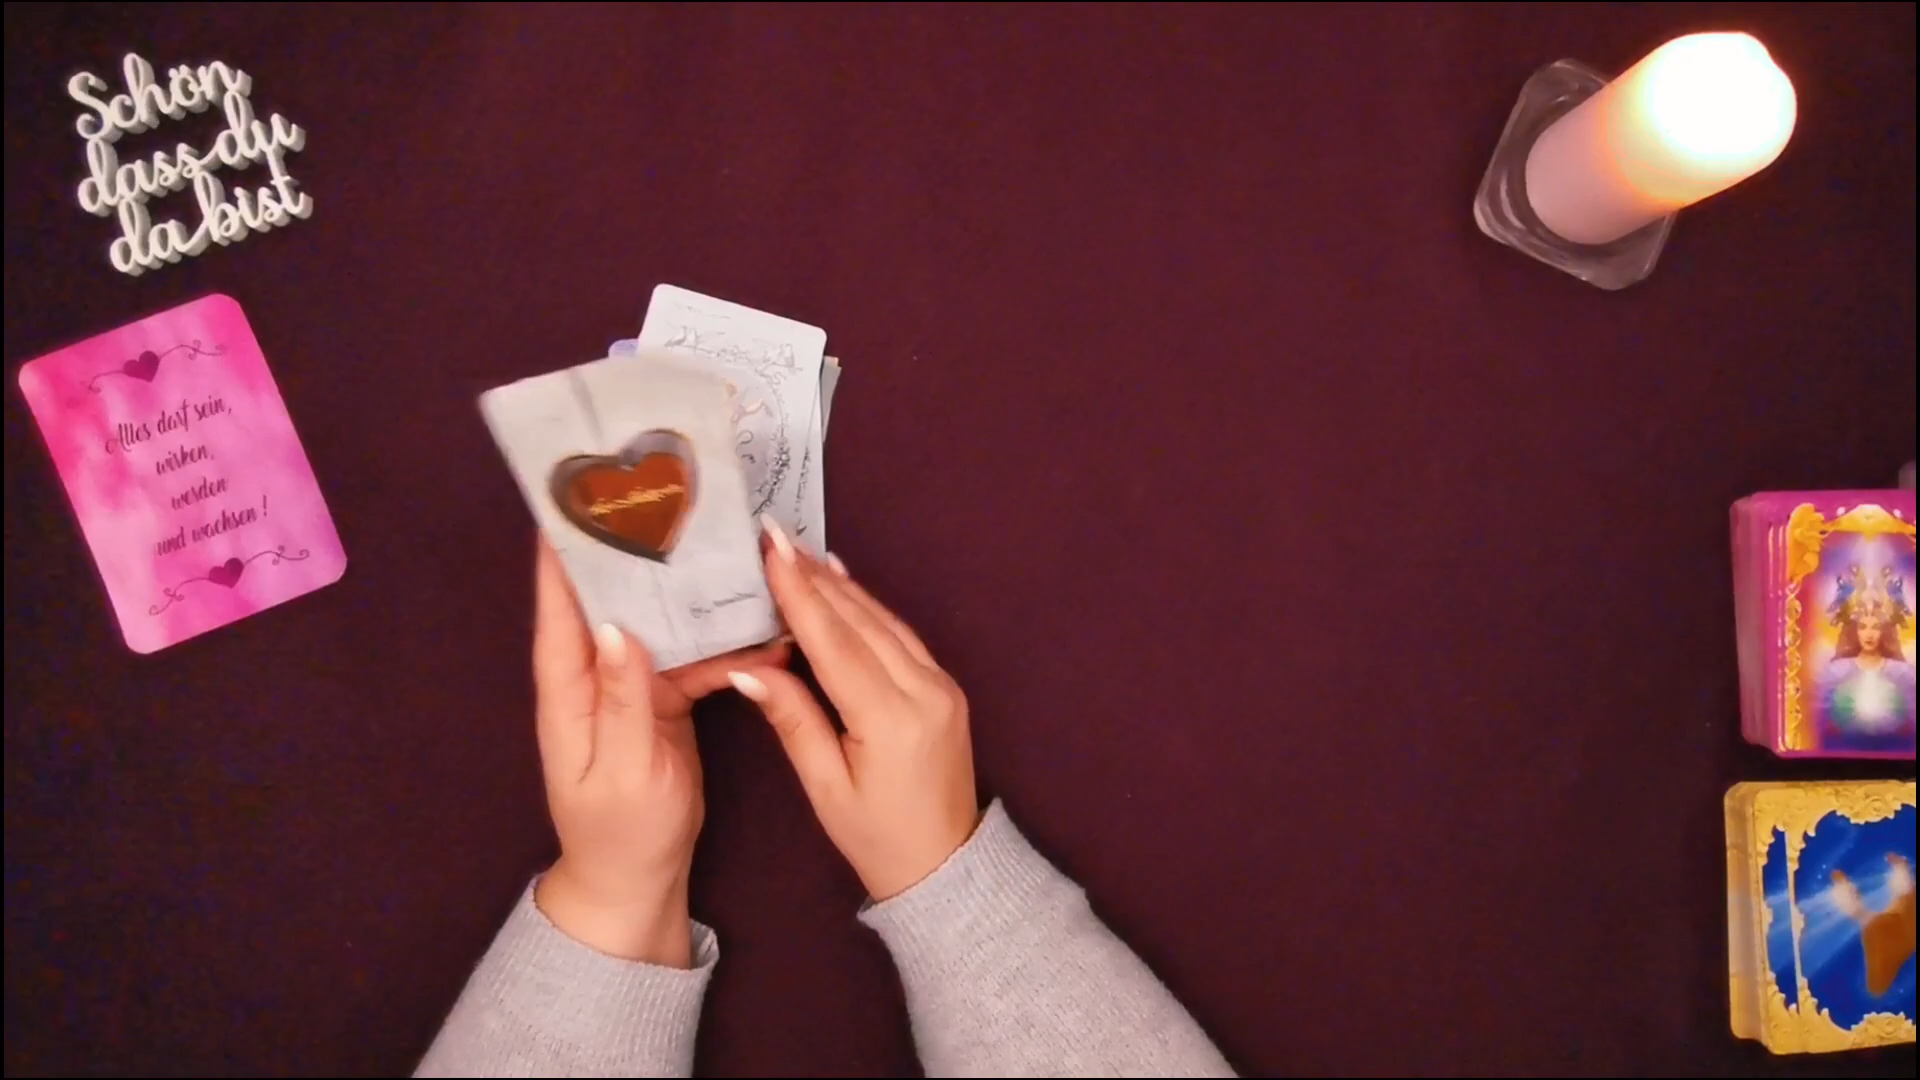 Schön
dass du
da bist
Alles darf sein,
wirken,
werden
und wachsen!